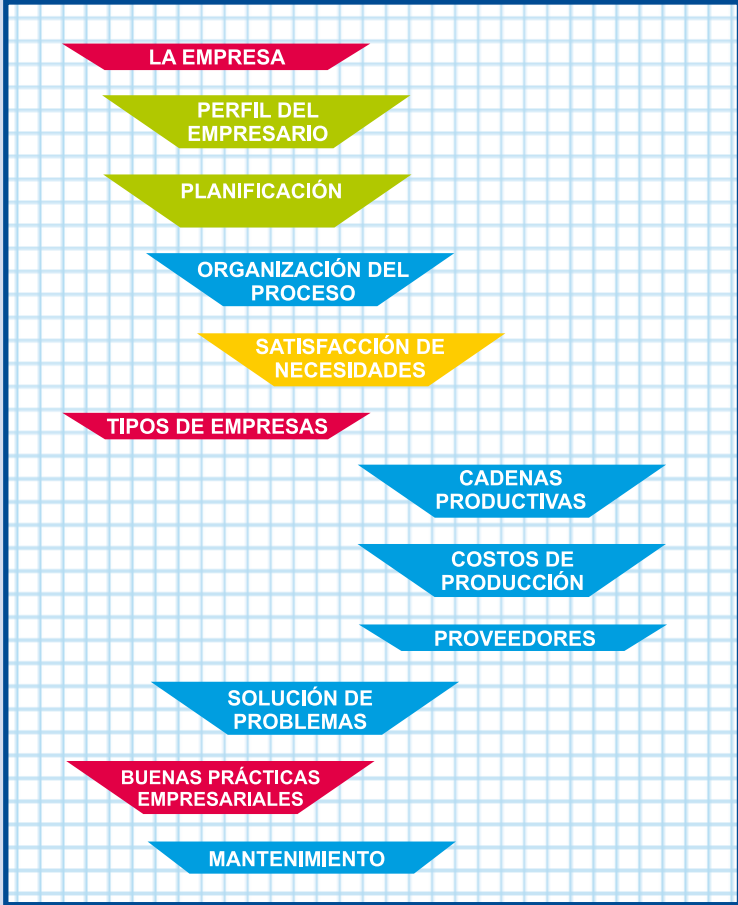 LA EMPRESA
PERFIL DEL
EMPRESARIO
PLANIFICACIÓN
ORGANIZACIÓN DEL
PROCESO
SATISFACCIÓN DE
NECESIDADES
TIPOS DE EMPRESAS
CADENAS
PRODUCTIVAS
COSTOS DE
PRODUCCIÓN
PROVEEDORES
SOLUCIÓN DE
PROBLEMAS
BUENAS PRÁCTICAS
EMPRESARIALES
MANTENIMIENTO